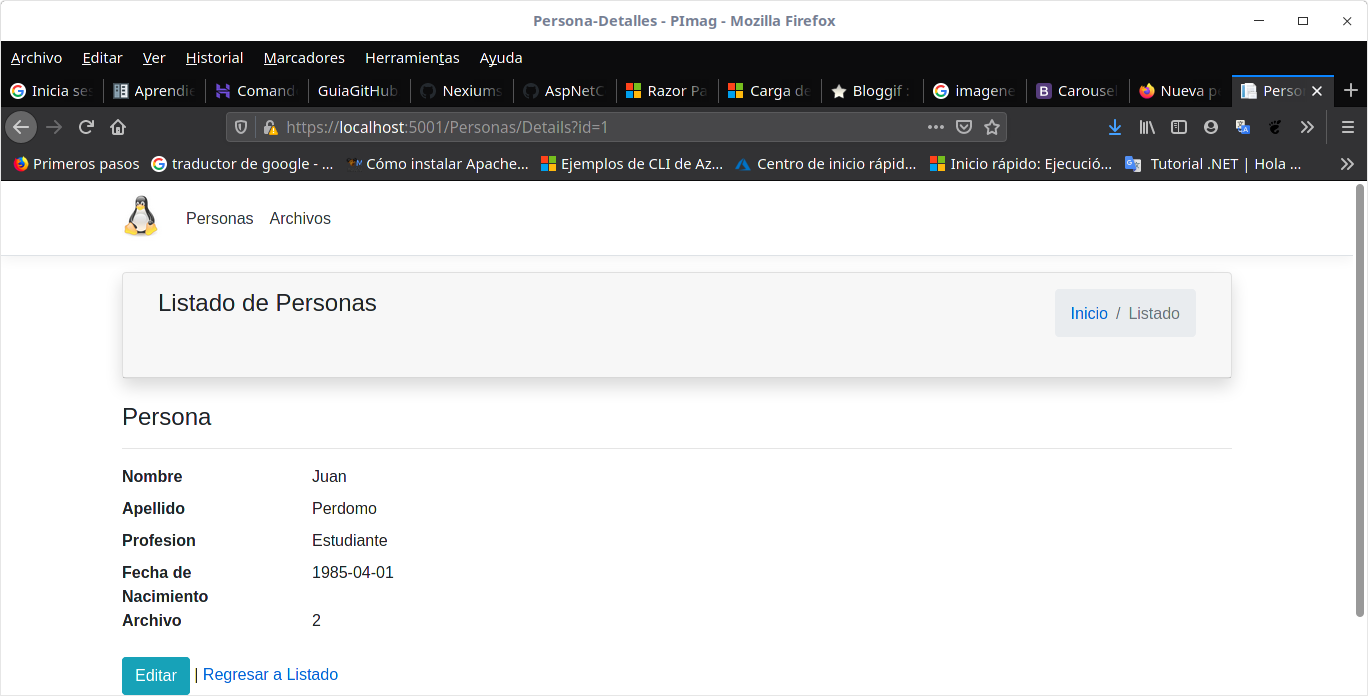 Persona-Detalles - PImag - Mozilla Firefox
Archivo Editar Ver Historial Marcadores Herramientas Ayuda
Inicia ses Aprendie Comand GuiaGitHub Nexiums AspNetC Razor Pa Carga de Bloggif : imagene Carousel Nueva pe Perso
https://localhost:5001/Personas/Details?id=1
Primeros pasos traductor de google - ... Cómo instalar Apache... Ejemplos de CLI de Az... Centro de inicio rápid... Inicio rápido: Ejecució... Tutorial .NET | Hola ...
Personas Archivos
Listado de Personas
Inicio / Listado
Persona
Nombre Juan
Apellido Perdomo
Profesion Estudiante
Fecha de 1985-04-01
Nacimiento
Archivo 2
Editar | Regresar a Listado